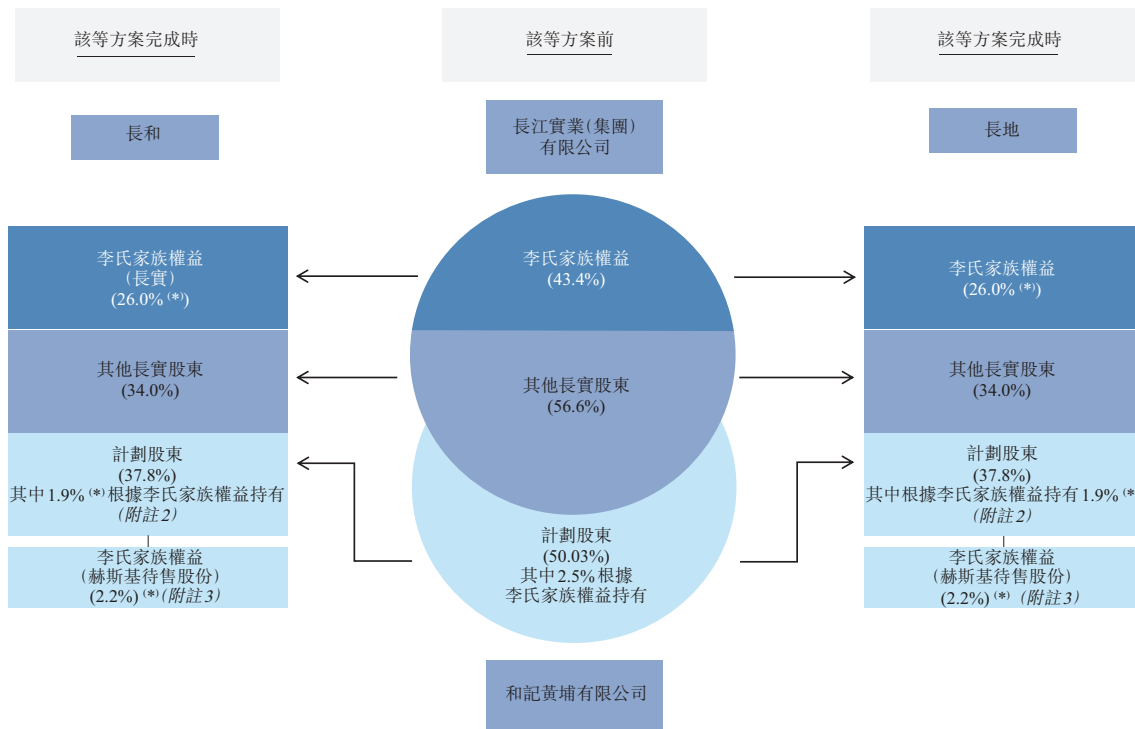 該等方案完成時
該等方案前
該等方案完成時
長和
長江實業(集團)
有限公司
長地
李氏家族權益
(長實)
(26.0% (*))
李氏家族權益
(43.4%)
李氏家族權益
(26.0% (*))
其他長實股東
(34.0%)
其他長實股東
(56.6%)
其他長實股東
(34.0%)
計劃股東
(37.8%)
其中1.9% (*) 根據李氏家族權益持有
(附註2)
計劃股東
(50.03%)
其中2.5%根據
李氏家族權益持有
計劃股東
(37.8%)
其中根據李氏家族權益持有1.9% (*
(附註2)
李氏家族權益
(赫斯基待售股份)
(2.2%) (*) (附註3)
李氏家族權益
(赫斯基待售股份)
(2.2%) (*) (附註3)
和記黃埔有限公司